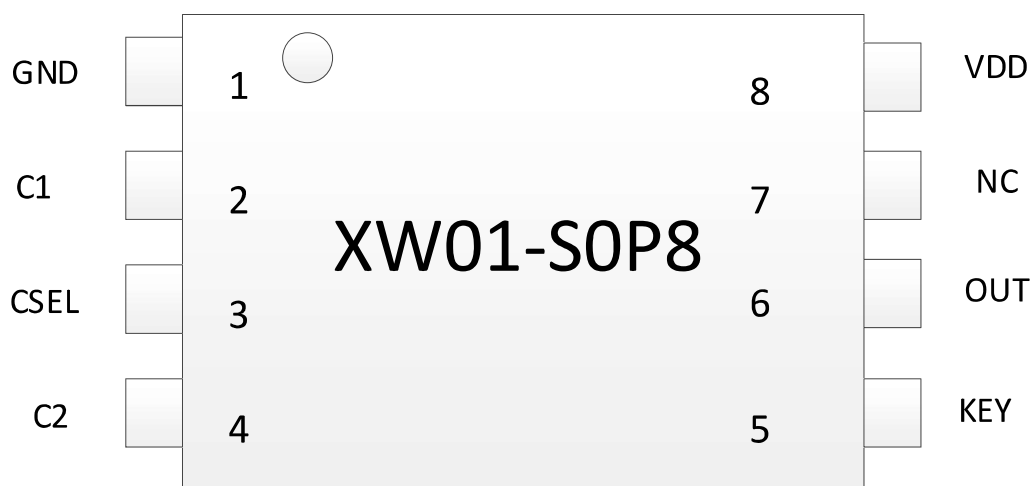 GND 1 8 VDD
C1 2 7 NC
XW01-S0P8
CSEL 3 6 OUT
C2 4 5 KEY